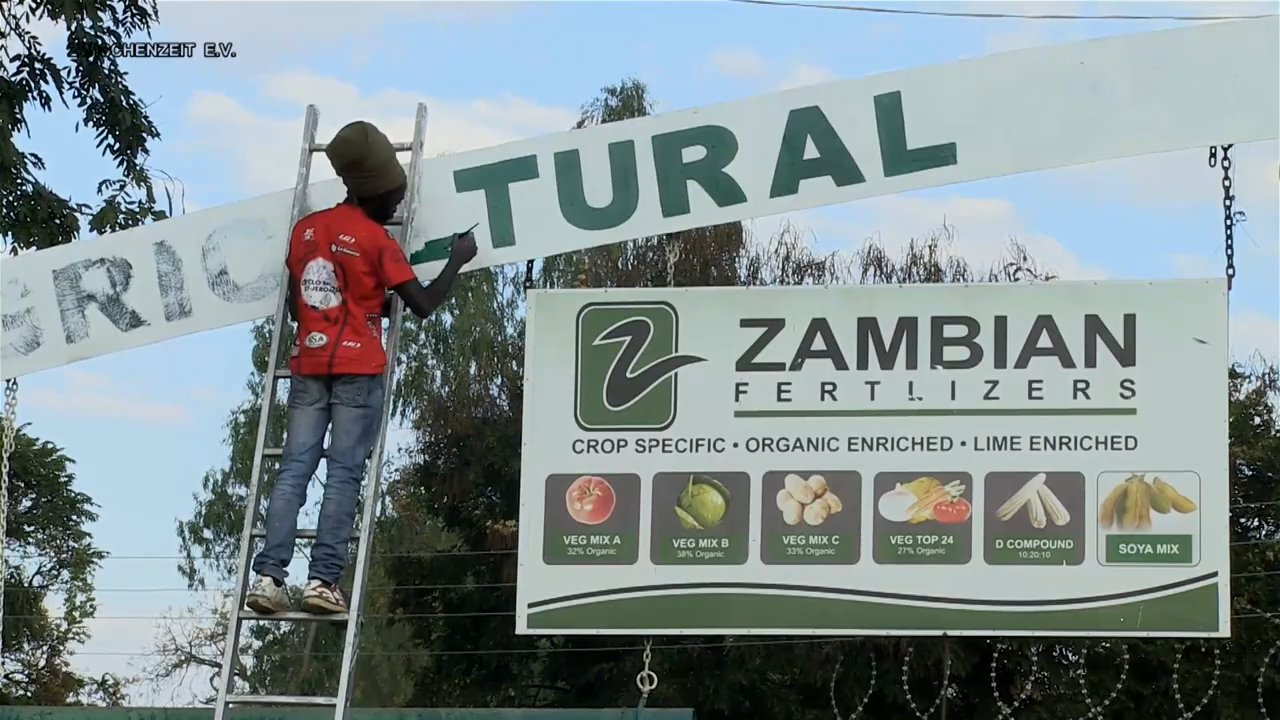 CHENZEIT E.V.
RIC TURAL
ZAMBIAN
FERTILIZERS
CROP SPECIFIC • ORGANIC ENRICHED • LIME ENRICHED
VEG MIX A
32% Organic
VEG MIX B
38% Organic
VEG MIX C
33% Organic
VEG TOP 24
27% Organic
D COMPOUND
10:20:10
SOYA MIX